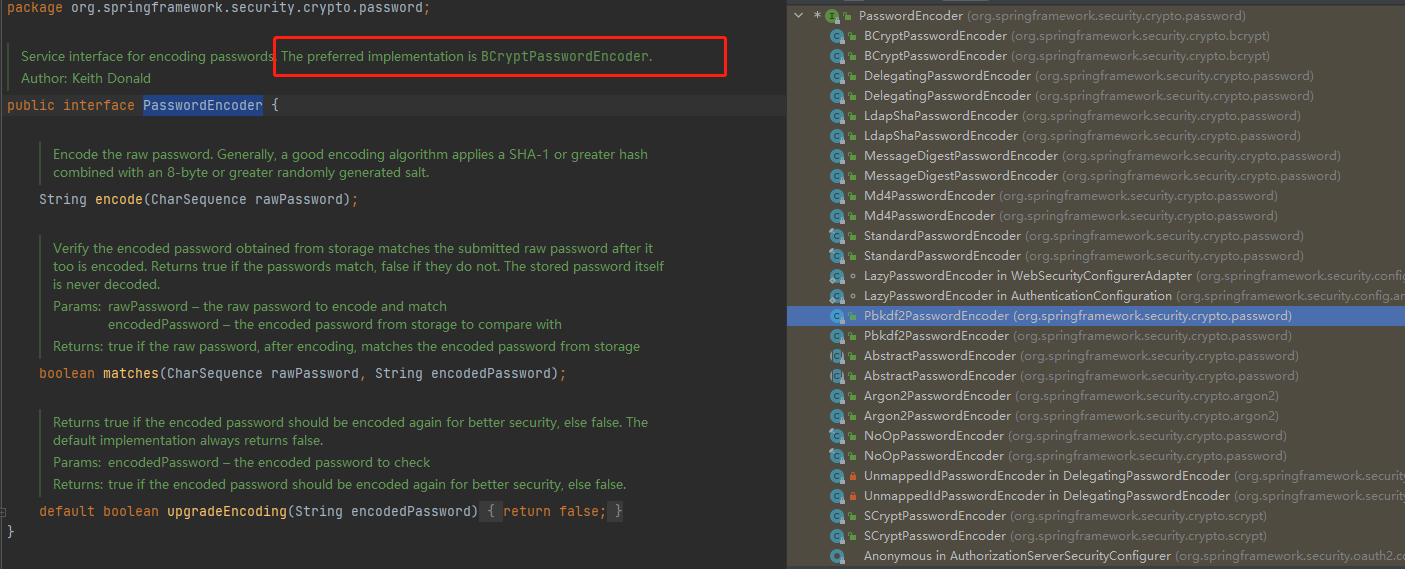 package org.springframework.security.crypto.password;
Service interface for encoding passwords. The preferred implementation is BCryptPasswordEncoder.
Author: Keith Donald
public interface PasswordEncoder {
Encode the raw password. Generally, a good encoding algorithm applies a SHA-1 or greater hash
combined with an 8-byte or greater randomly generated salt.
String encode(CharSequence rawPassword);
Verify the encoded password obtained from storage matches the submitted raw password after it
too is encoded. Returns true if the passwords match, false if they do not. The stored password itself
is never decoded.
Params: rawPassword – the raw password to encode and match
encodedPassword – the encoded password from storage to compare with
Returns: true if the raw password, after encoding, matches the encoded password from storage
boolean matches(CharSequence rawPassword, String encodedPassword);
Returns true if the encoded password should be encoded again for better security, else false. The
default implementation always returns false.
Params: encodedPassword – the encoded password to check
Returns: true if the encoded password should be encoded again for better security, else false.
default boolean upgradeEncoding(String encodedPassword) { return false; }
}
* PasswordEncoder (org.springframework.security.crypto.password)
BCryptPasswordEncoder (org.springframework.security.crypto.bcrypt)
BCryptPasswordEncoder (org.springframework.security.crypto.bcrypt)
DelegatingPasswordEncoder (org.springframework.security.crypto.password)
DelegatingPasswordEncoder (org.springframework.security.crypto.password)
LdapShaPasswordEncoder (org.springframework.security.crypto.password)
LdapShaPasswordEncoder (org.springframework.security.crypto.password)
MessageDigestPasswordEncoder (org.springframework.security.crypto.password)
MessageDigestPasswordEncoder (org.springframework.security.crypto.password)
Md4PasswordEncoder (org.springframework.security.crypto.password)
Md4PasswordEncoder (org.springframework.security.crypto.password)
StandardPasswordEncoder (org.springframework.security.crypto.password)
StandardPasswordEncoder (org.springframework.security.crypto.password)
LazyPasswordEncoder in WebSecurityConfigurerAdapter (org.springframework.security.config
LazyPasswordEncoder in AuthenticationConfiguration (org.springframework.security.config.an
Pbkdf2PasswordEncoder (org.springframework.security.crypto.password)
Pbkdf2PasswordEncoder (org.springframework.security.crypto.password)
AbstractPasswordEncoder (org.springframework.security.crypto.password)
AbstractPasswordEncoder (org.springframework.security.crypto.password)
Argon2PasswordEncoder (org.springframework.security.crypto.argon2)
Argon2PasswordEncoder (org.springframework.security.crypto.argon2)
NoOpPasswordEncoder (org.springframework.security.crypto.password)
NoOpPasswordEncoder (org.springframework.security.crypto.password)
UnmappedIdPasswordEncoder in DelegatingPasswordEncoder (org.springframework.security
UnmappedIdPasswordEncoder in DelegatingPasswordEncoder (org.springframework.security
SCryptPasswordEncoder (org.springframework.security.crypto.scrypt)
SCryptPasswordEncoder (org.springframework.security.crypto.scrypt)
Anonymous in AuthorizationServerSecurityConfigurer (org.springframework.security.oauth2.co